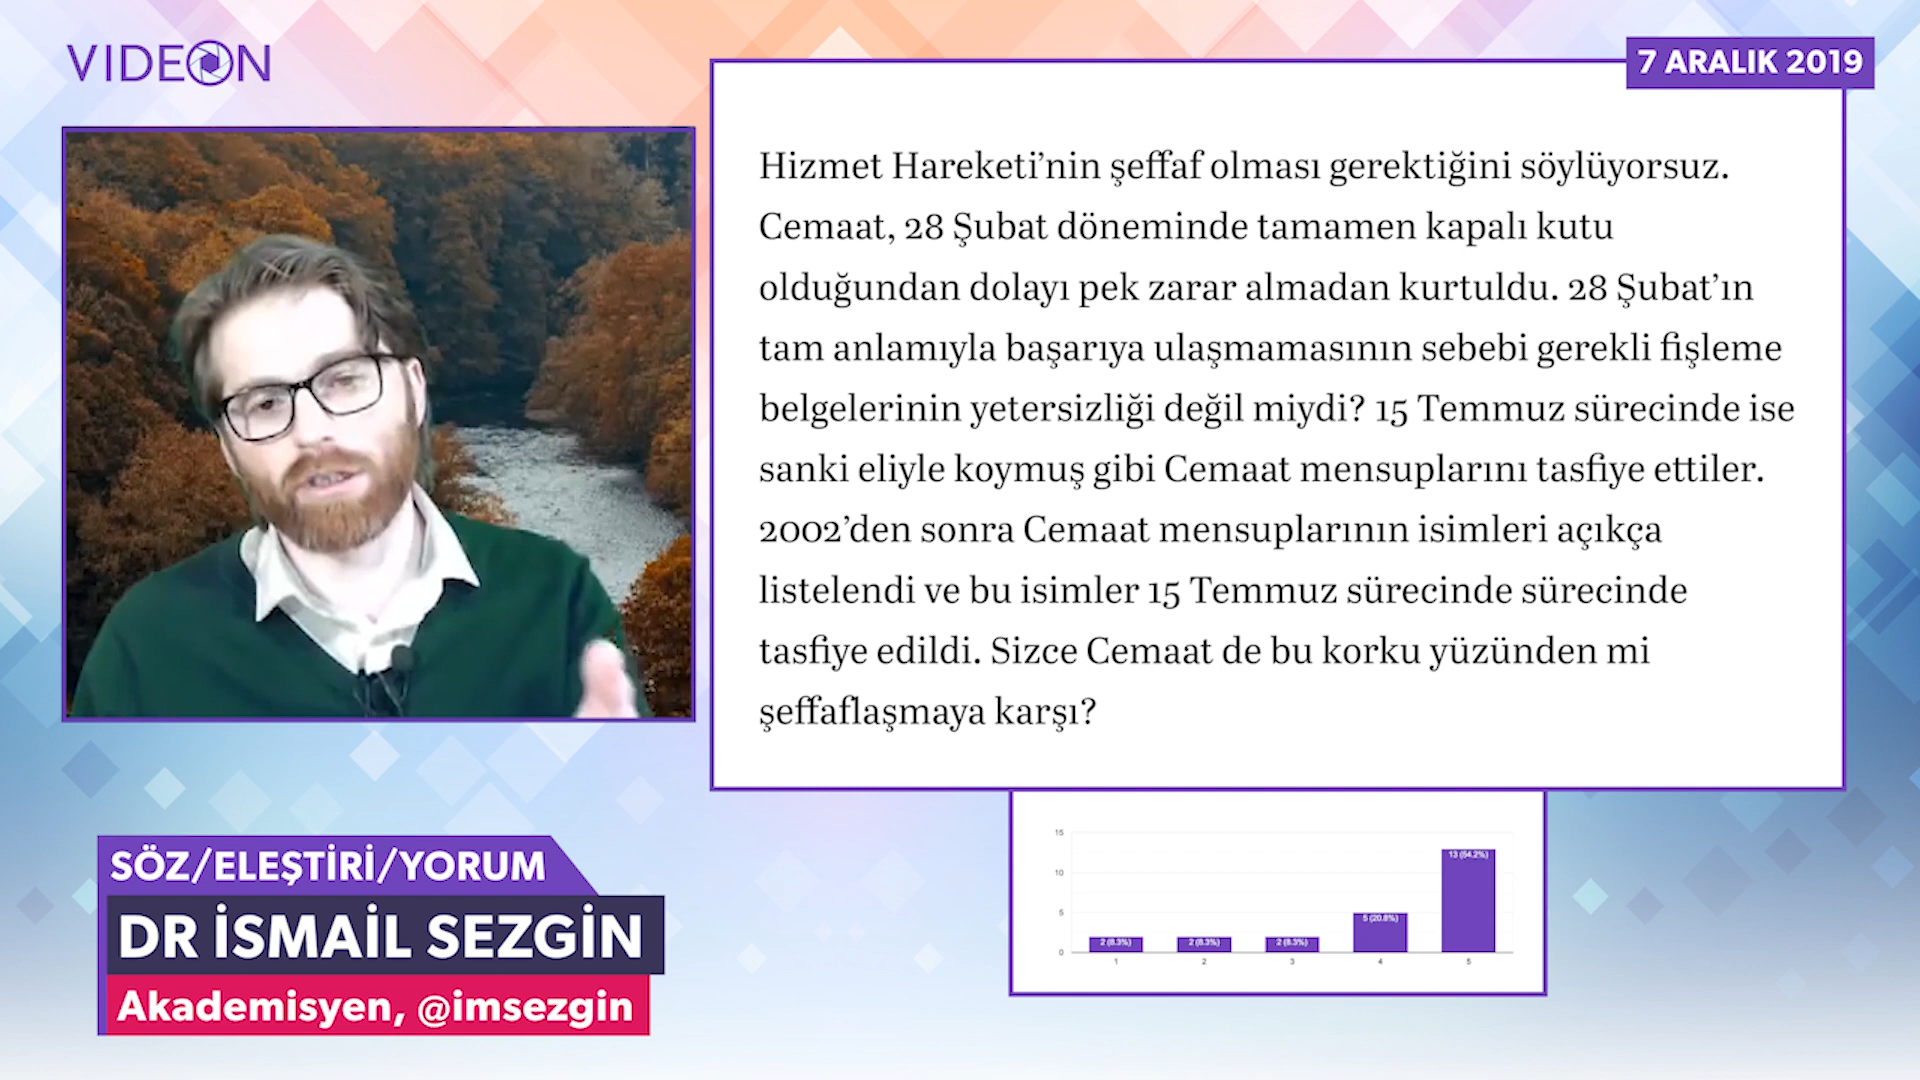 VIDEON
7 ARALIK 2019
Hizmet Hareketi’nin şeffaf olması gerektiğini söylüyorsuz.
Cemaat, 28 Şubat döneminde tamamen kapalı kutu
olduğundan dolayı pek zarar almadan kurtuldu. 28 Şubat’ın
tam anlamıyla başarıya ulaşmamasının sebebi gerekli fişleme
belgelerinin yetersizliği değil miydi? 15 Temmuz sürecinde ise
sanki eliyle koymuş gibi Cemaat mensuplarını tasfiye ettiler.
2002’den sonra Cemaat mensuplarının isimleri açıkça
listelendi ve bu isimler 15 Temmuz sürecinde sürecinde
tasfiye edildi. Sizce Cemaat de bu korku yüzünden mi
şeffaflaşmaya karşı?
15
10
5
0
2 (8.3%) 2 (8.3%) 2 (8.3%) 5 (20.8%) 13 (54.2%)
1 2 3 4 5
SÖZ/ELEŞTİRİ/YORUM
DR İSMAİL SEZGİN
Akademisyen, @imsezgin